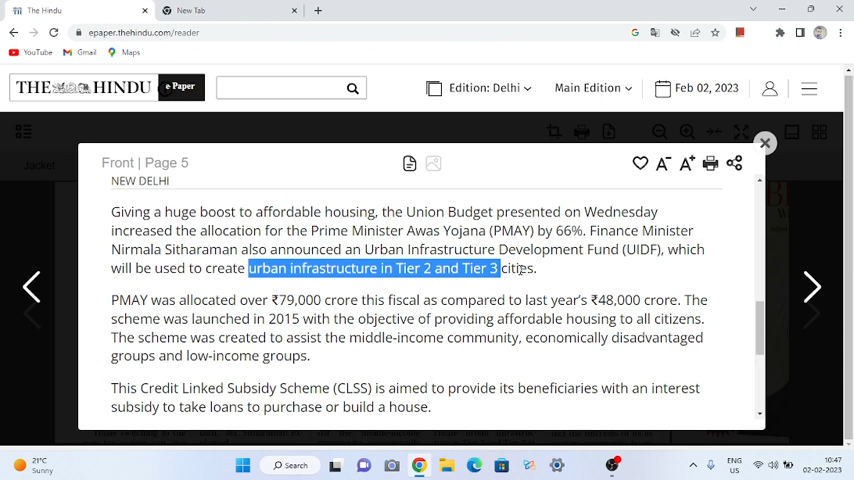 The Hindu
New Tab
epaper.thehindu.com/reader
YouTube
Gmail
Maps
THE HINDU
e Paper
Edition: Delhi
Main Edition
Feb 02, 2023
Jacket
Front | Page 5
A-
A+
NEW DELHI
Giving a huge boost to affordable housing, the Union Budget presented on Wednesday
increased the allocation for the Prime Minister Awas Yojana (PMAY) by 66%. Finance Minister
Nirmala Sitharaman also announced an Urban Infrastructure Development Fund (UIDF), which
will be used to create urban infrastructure in Tier 2 and Tier 3 cities.
PMAY was allocated over ₹79,000 crore this fiscal as compared to last year's ₹48,000 crore. The
scheme was launched in 2015 with the objective of providing affordable housing to all citizens.
The scheme was created to assist the middle-income community, economically disadvantaged
groups and low-income groups.
This Credit Linked Subsidy Scheme (CLSS) is aimed to provide its beneficiaries with an interest
subsidy to take loans to purchase or build a house.
21°C
Sunny
Search
ENG
US
10:47
02-02-2023